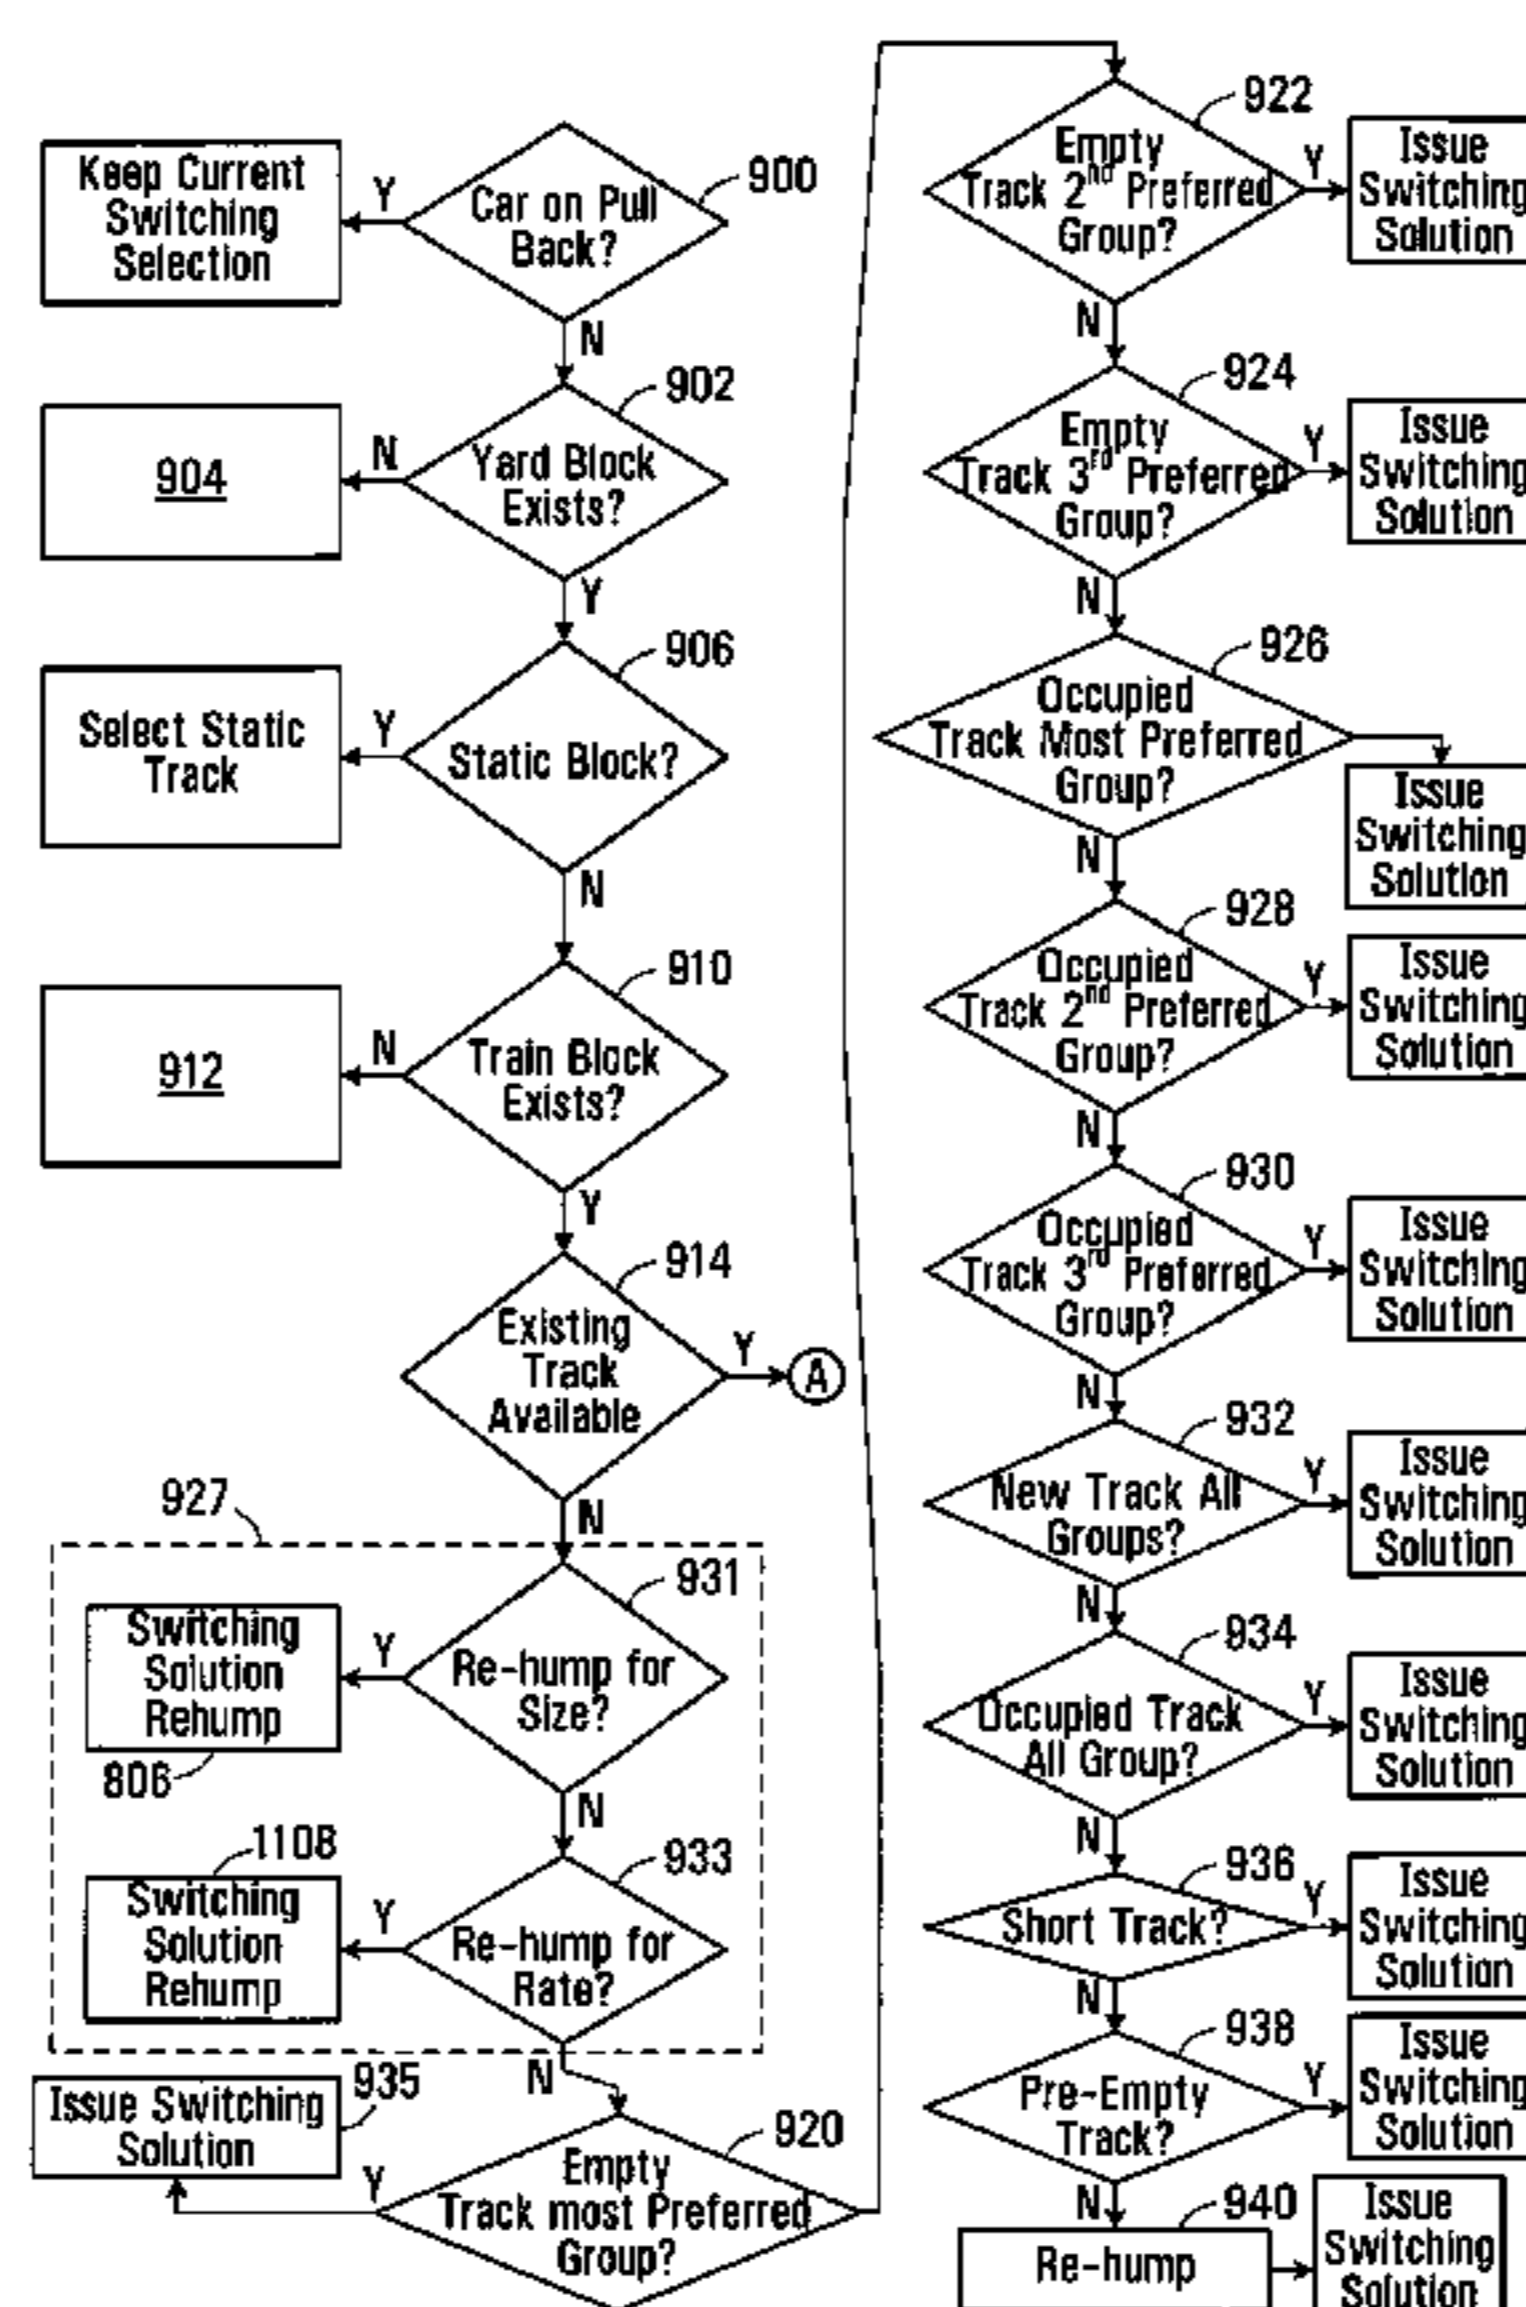 900
Car on Pull
Back?
Y
Keep Current
Switching
Selection
N
902
Yard Block
Exists?
N
904
Y
906
Static Block?
Y
Select Static
Track
N
910
Train Block
Exists?
N
912
Y
914
Existing
Track
Available
Y
A
N
927
931
Re-hump for
Size?
Y
Switching
Solution
Rehump
806
N
933
Re-hump for
Rate?
Y
1108
Switching
Solution
Rehump
N
935
Issue Switching
Solution
Y
920
Empty
Track most Preferred
Group?
922
Empty
Track 2nd Preferred
Group?
Y
Issue
Switching
Solution
N
924
Empty
Track 3rd Preferred
Group?
Y
Issue
Switching
Solution
N
926
Occupied
Track Most Preferred
Group?
Issue
Switching
Solution
N
928
Occupied
Track 2nd Preferred
Group?
Y
Issue
Switching
Solution
N
930
Occupied
Track 3rd Preferred
Group?
Y
Issue
Switching
Solution
N
932
New Track All
Groups?
Y
Issue
Switching
Solution
N
934
Occupied Track
All Group?
Y
Issue
Switching
Solution
N
936
Short Track?
Y
Issue
Switching
Solution
N
938
Pre-Empty
Track?
Y
Issue
Switching
Solution
N
940
Re-hump
Issue
Switching
Solution